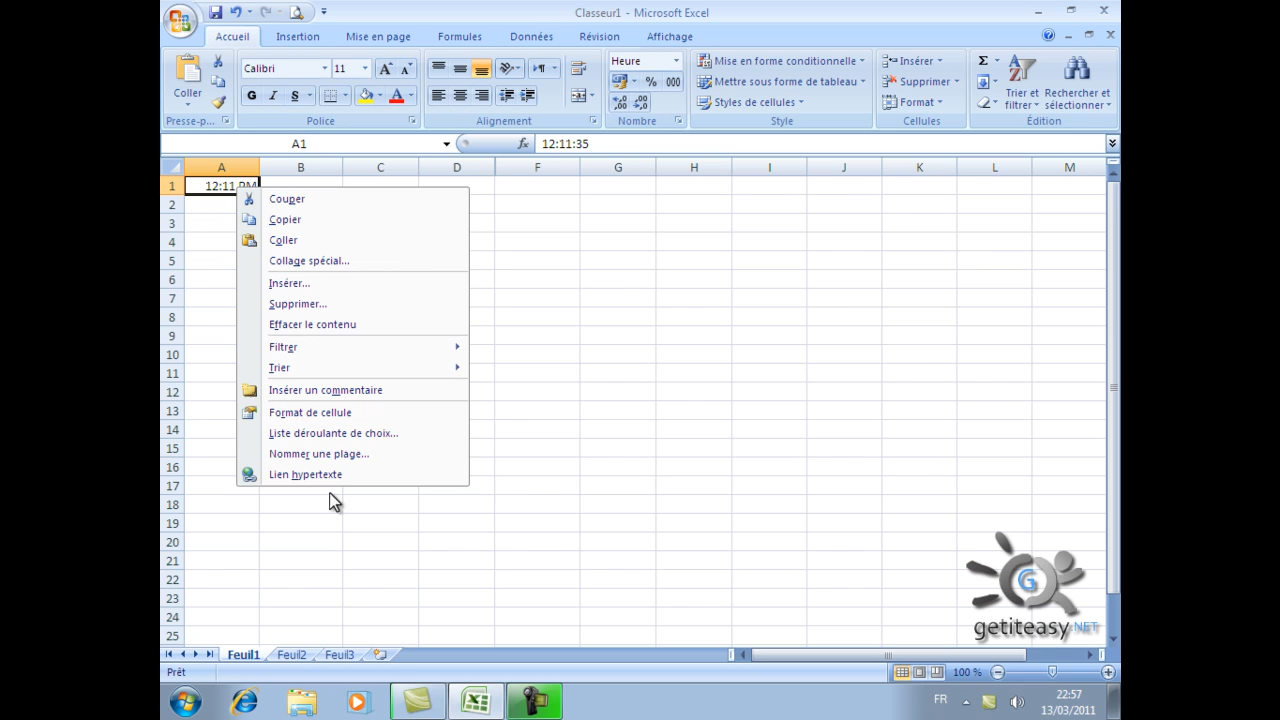 Classeur1 - Microsoft Excel
Accueil Insertion Mise en page Formules Données Révision Affichage
Coller
Presse-p...
Calibri 11
G I S
Police
Alignement
Heure
% 000
Nombre
Mise en forme conditionnelle
Mettre sous forme de tableau
Styles de cellules
Style
Insérer
Supprimer
Format
Cellules
Σ
Trier et filtrer
Rechercher et sélectionner
Édition
A1 fx 12:11:35
A B C D F G H I J K L M
1 12:11 PM
2
3
4
5
6
7
8
9
10
11
12
13
14
15
16
17
18
19
20
21
22
23
24
25
Couper
Copier
Coller
Collage spécial...
Insérer...
Supprimer...
Effacer le contenu
Filtrer
Trier
Insérer un commentaire
Format de cellule
Liste déroulante de choix...
Nommer une plage...
Lien hypertexte
G
getiteasy.NET
Feuil1 Feuil2 Feuil3
Prêt 100 %
FR 22:57
13/03/2011